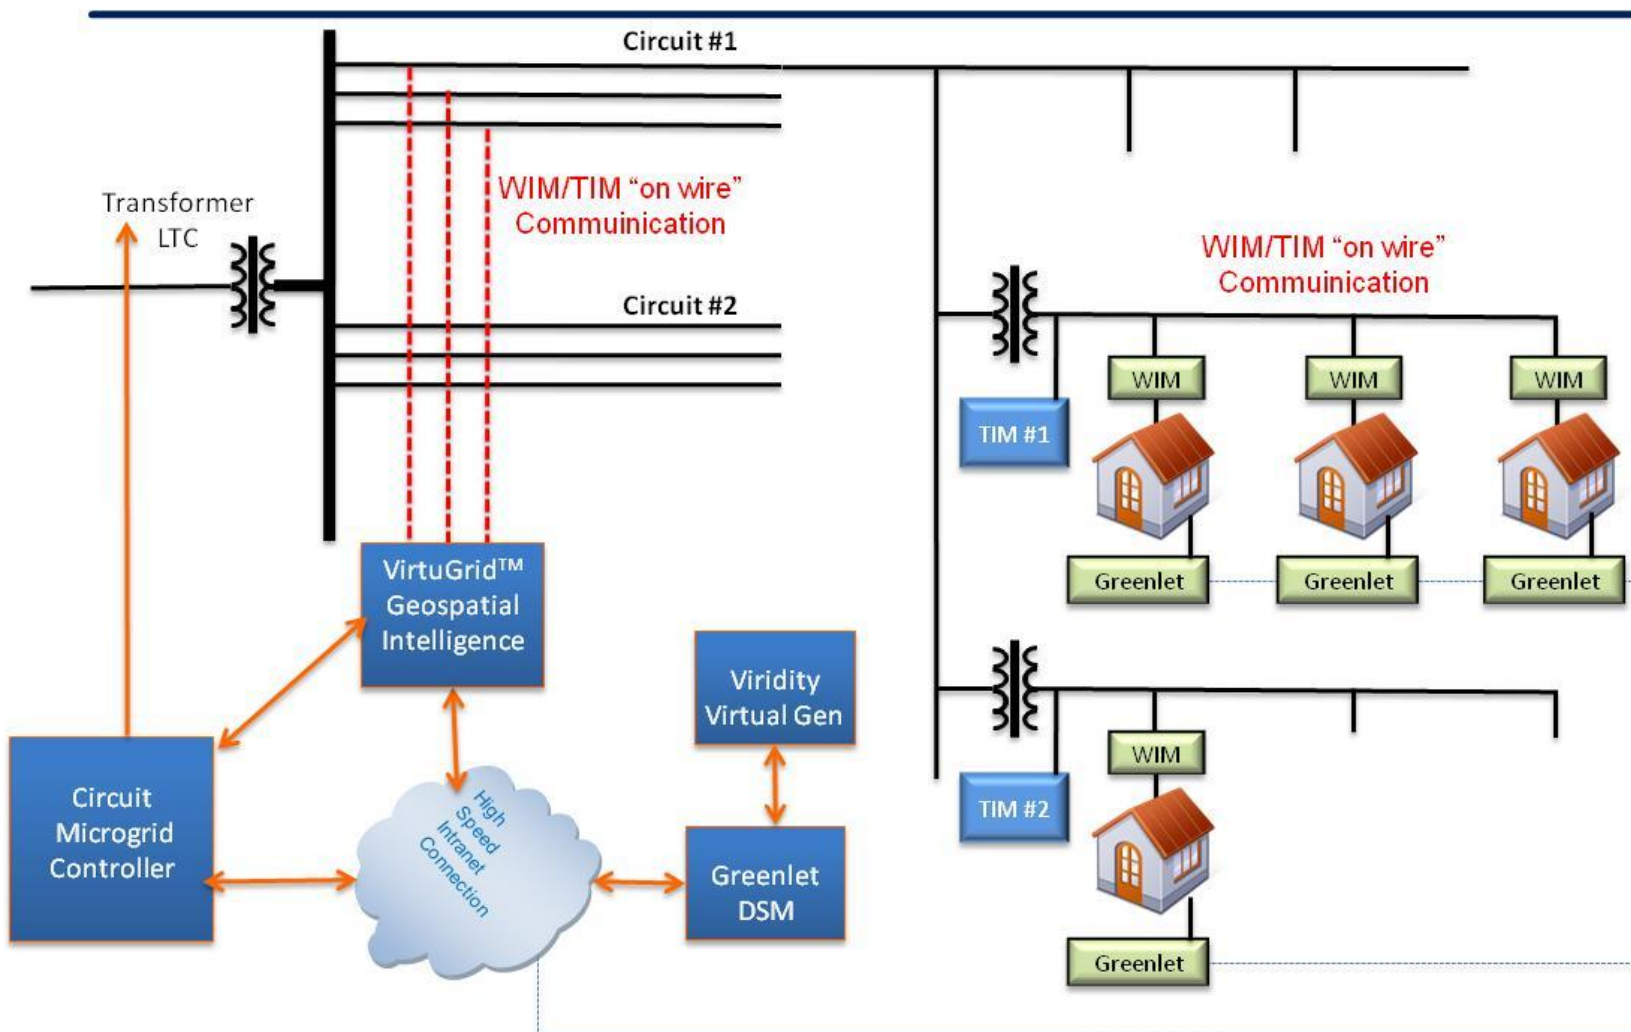 Circuit #1
WIM/TIM “on wire”
Commuinication
Transformer
LTC
WIM/TIM “on wire”
Commuinication
Circuit #2
WIM
WIM
WIM
TIM #1
VirtuGrid™
Geospatial
Intelligence
Greenlet
Greenlet
Greenlet
Viridity
Virtual Gen
WIM
TIM #2
Circuit
Microgrid
Controller
High
Speed
Intranet
Connection
Greenlet
DSM
Greenlet